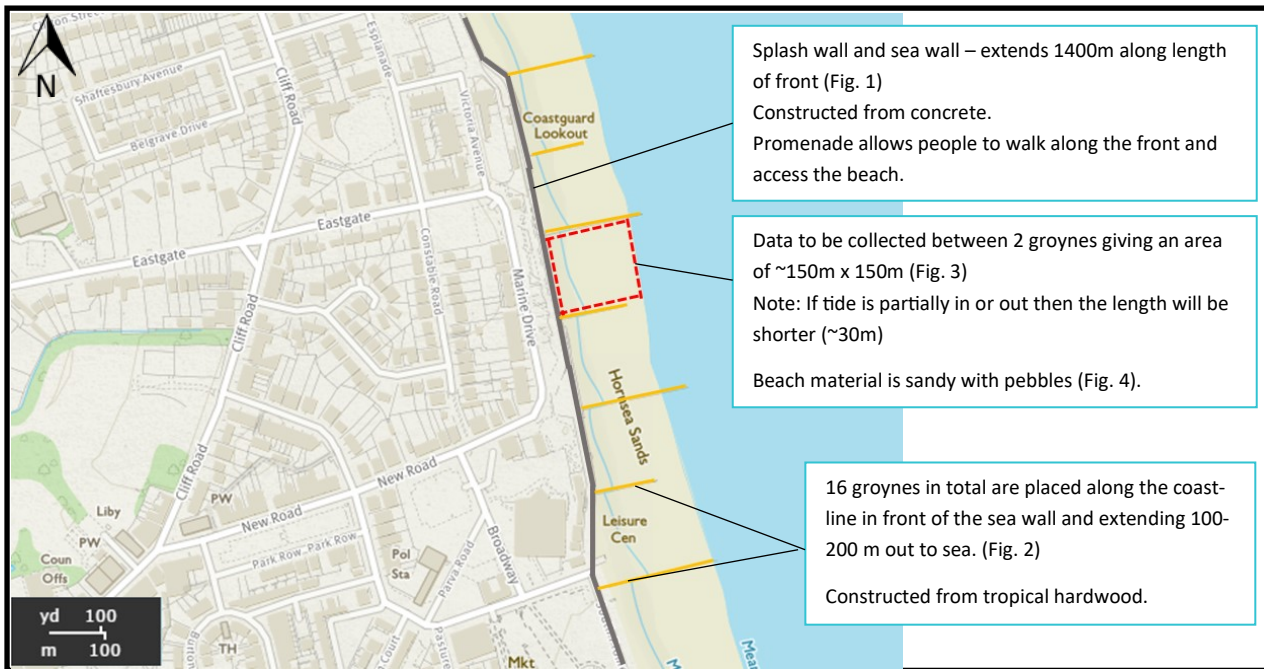 Clifton Street
Shaftesbury Avenue
Belgrave Drive
Cliff Road
Esplanade
Victoria Avenue
N
Coastguard
Lookout
Eastgate
Eastgate
Constable Road
Marine Drive
Cliff Road
Hornsea Sands
New Road
New Road
PW
Liby
PW
Coun
Offs
Park Row
Park Row
Pol
Sta
Parva Road
Broadway
Leisure
Cen
TH
Court
Mkt
yd 100
m 100
Splash wall and sea wall – extends 1400m along length
of front (Fig. 1)
Constructed from concrete.
Promenade allows people to walk along the front and
access the beach.
Data to be collected between 2 groynes giving an area
of ~150m x 150m (Fig. 3)
Note: If tide is partially in or out then the length will be
shorter (~30m)
Beach material is sandy with pebbles (Fig. 4).
16 groynes in total are placed along the coast-
line in front of the sea wall and extending 100-
200 m out to sea. (Fig. 2)
Constructed from tropical hardwood.